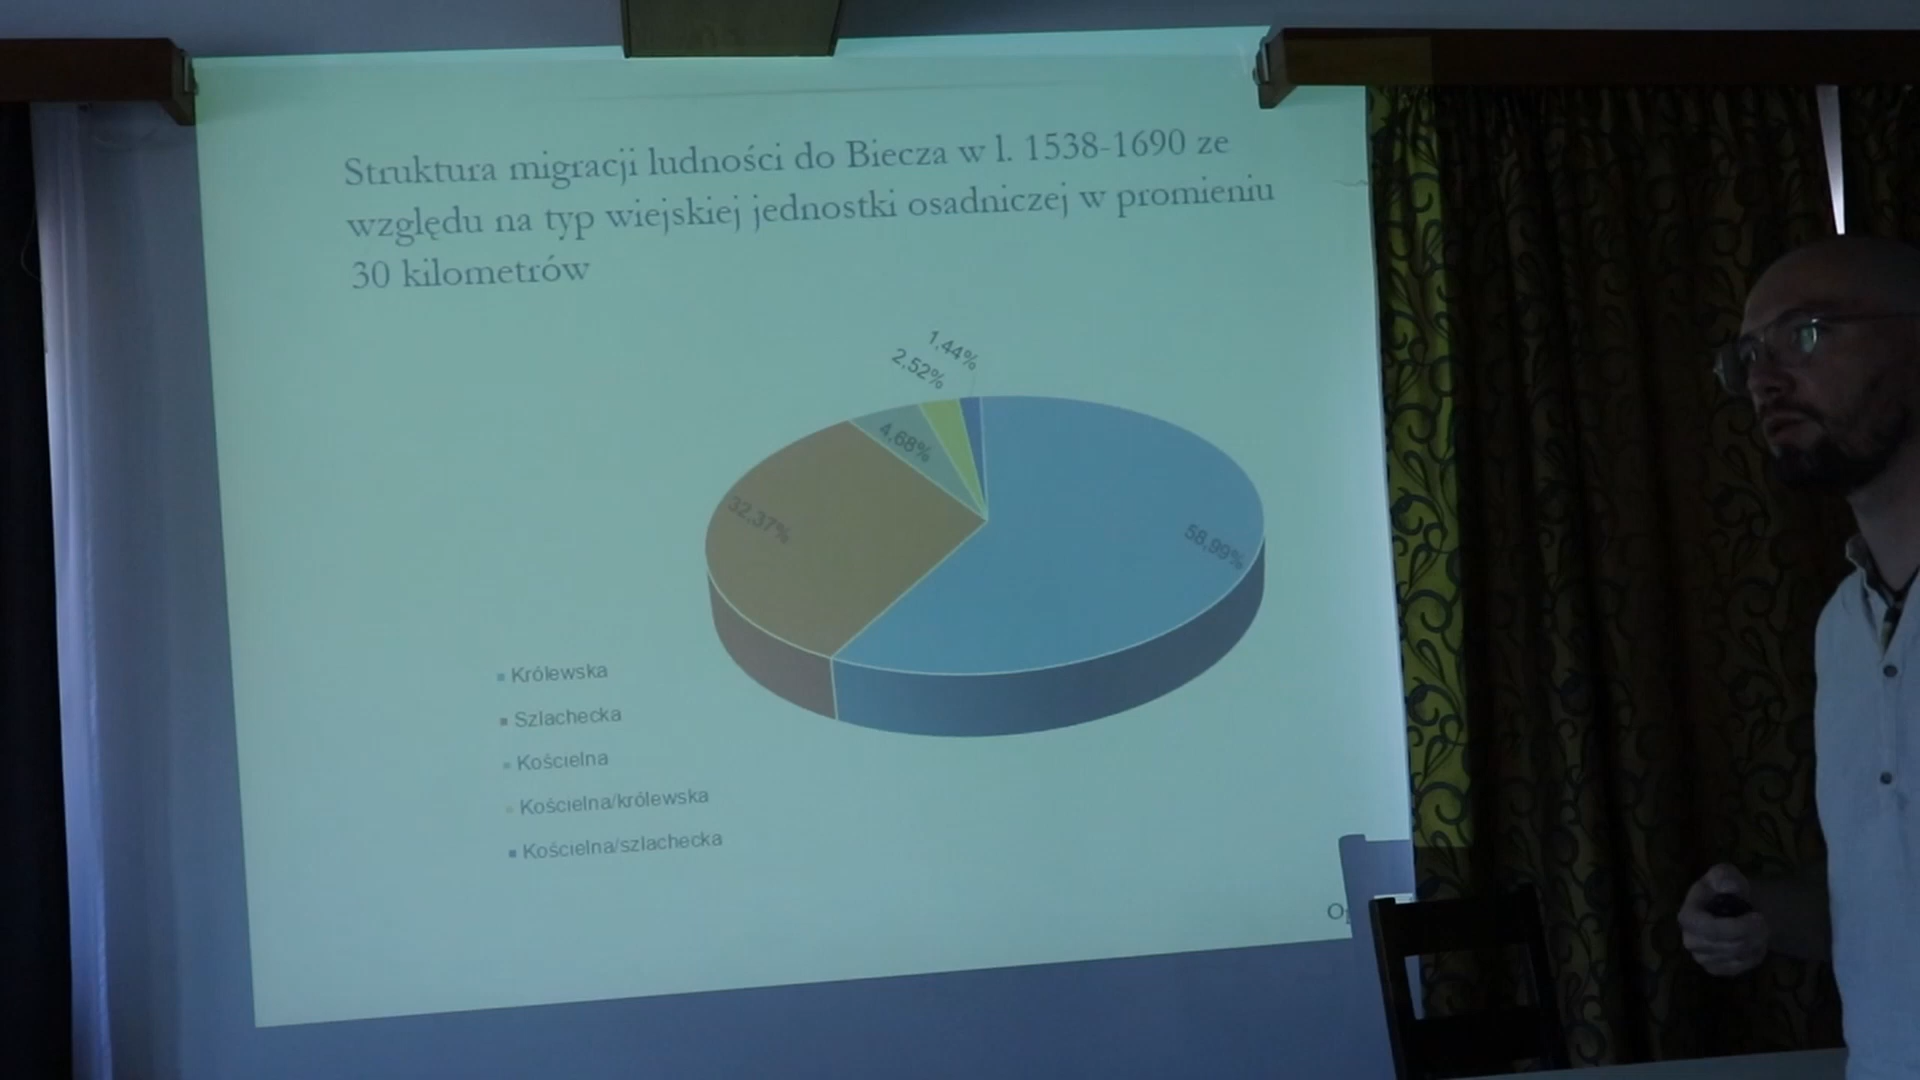 Struktura migracji ludności do Biecza w l. 1538-1690 ze
względu na typ wiejskiej jednostki osadniczej w promieniu
30 kilometrów
1,44%
2,52%
4,68%
32,37%
58,99%
Królewska
Szlachecka
Kościelna
Kościelna/królewska
Kościelna/szlachecka